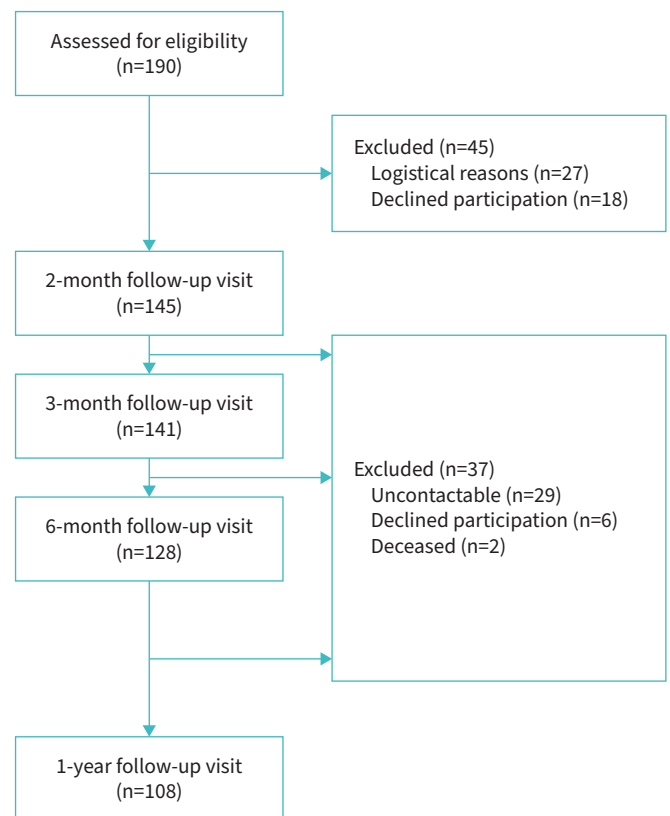 Assessed for eligibility
(n=190)
Excluded (n=45)
Logistical reasons (n=27)
Declined participation (n=18)
2-month follow-up visit
(n=145)
3-month follow-up visit
(n=141)
Excluded (n=37)
Uncontactable (n=29)
Declined participation (n=6)
Deceased (n=2)
6-month follow-up visit
(n=128)
1-year follow-up visit
(n=108)